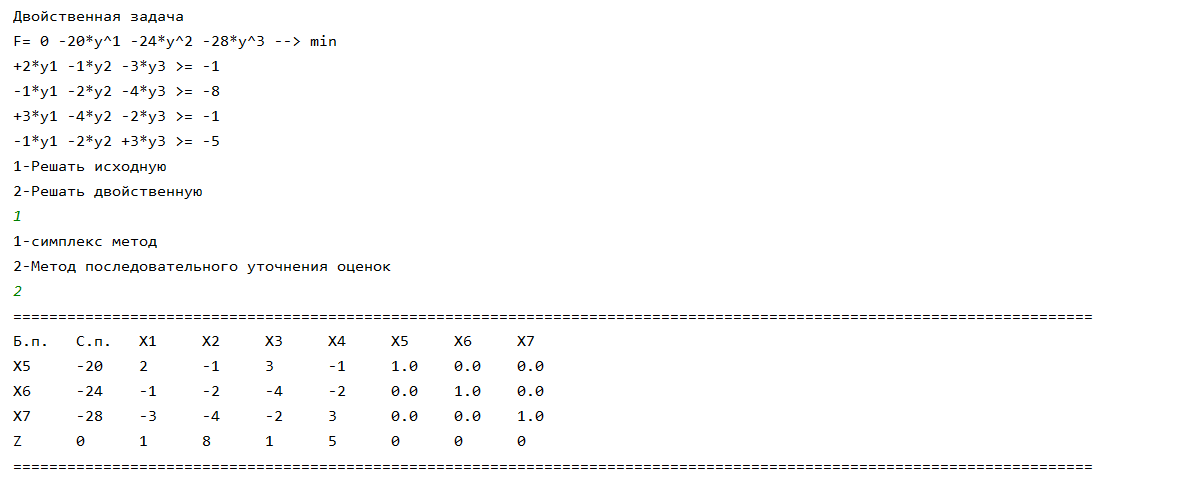 Двойственная задача
F= 0 -20*y^1 -24*y^2 -28*y^3 --> min
+2*y1 -1*y2 -3*y3 >= -1
-1*y1 -2*y2 -4*y3 >= -8
+3*y1 -4*y2 -2*y3 >= -1
-1*y1 -2*y2 +3*y3 >= -5
1-Решать исходную
2-Решать двойственную
1
1-симплекс метод
2-Метод последовательного уточнения оценок
2
========================================================================================================================
Б.п.   С.п.   X1     X2     X3     X4     X5     X6     X7
X5     -20    2      -1     3      -1     1.0    0.0    0.0
X6     -24    -1     -2     -4     -2     0.0    1.0    0.0
X7     -28    -3     -4     -2     3      0.0    0.0    1.0
Z      0      1      8      1      5      0      0      0
========================================================================================================================